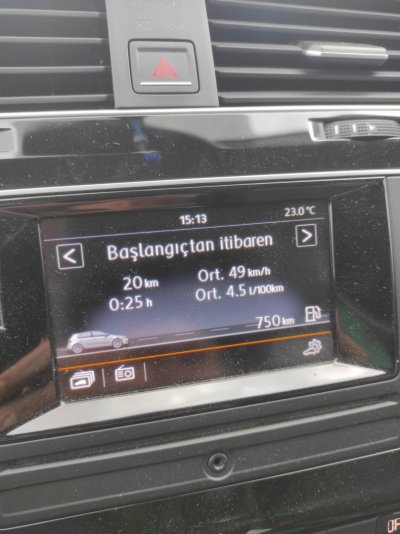 15:13 23.0 °C
Başlangıçtan itibaren
20 km Ort. 49 km/h
0:25 h Ort. 4.5 l/100km
750 km